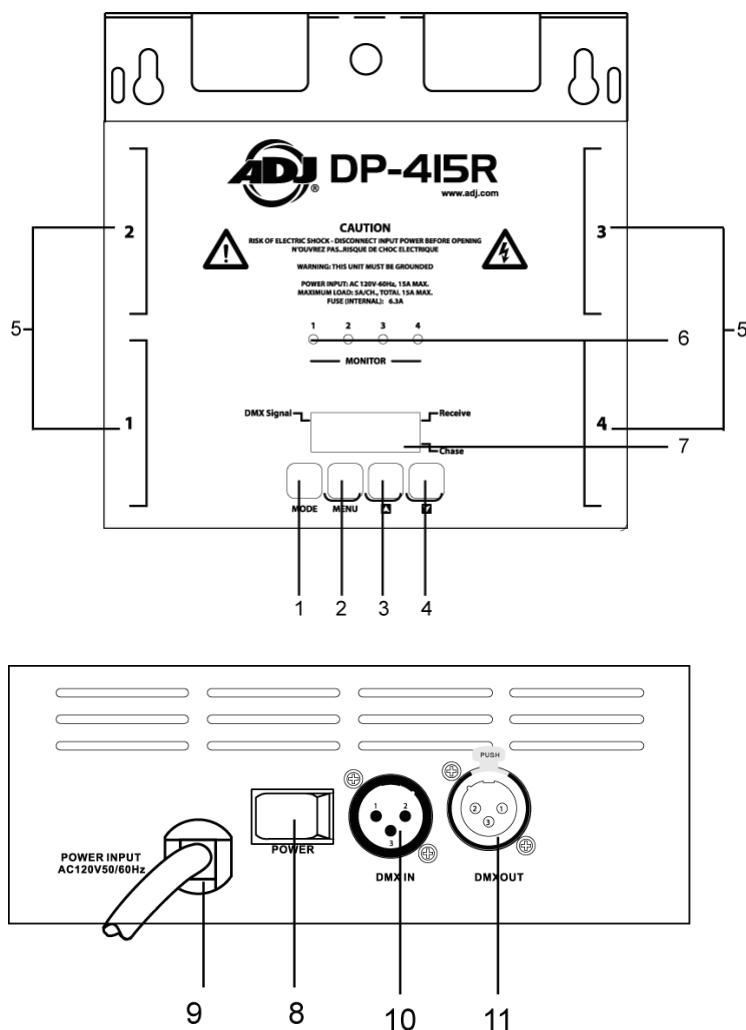 ADJ® DP-415R
www.adj.com
2
3
CAUTION
RISK OF ELECTRIC SHOCK - DISCONNECT INPUT POWER BEFORE OPENING
N'OUVREZ PAS..RISQUE DE CHOC ELECTRIQUE
WARNING: THIS UNIT MUST BE GROUNDED
POWER INPUT: AC 120V~60Hz, 15A MAX.
MAXIMUM LOAD: 5A/CH., TOTAL 15A MAX.
FUSE (INTERNAL): 6.3A
5
5
1 2 3 4
6
MONITOR
DMX Signal
Receive
1
4
7
Chase
MODE MENU
1 2 3 4
PUSH
1 2
3
2 1
3
POWER INPUT
AC120V50/60Hz
POWER
DMX IN
DMXOUT
9 8 10 11